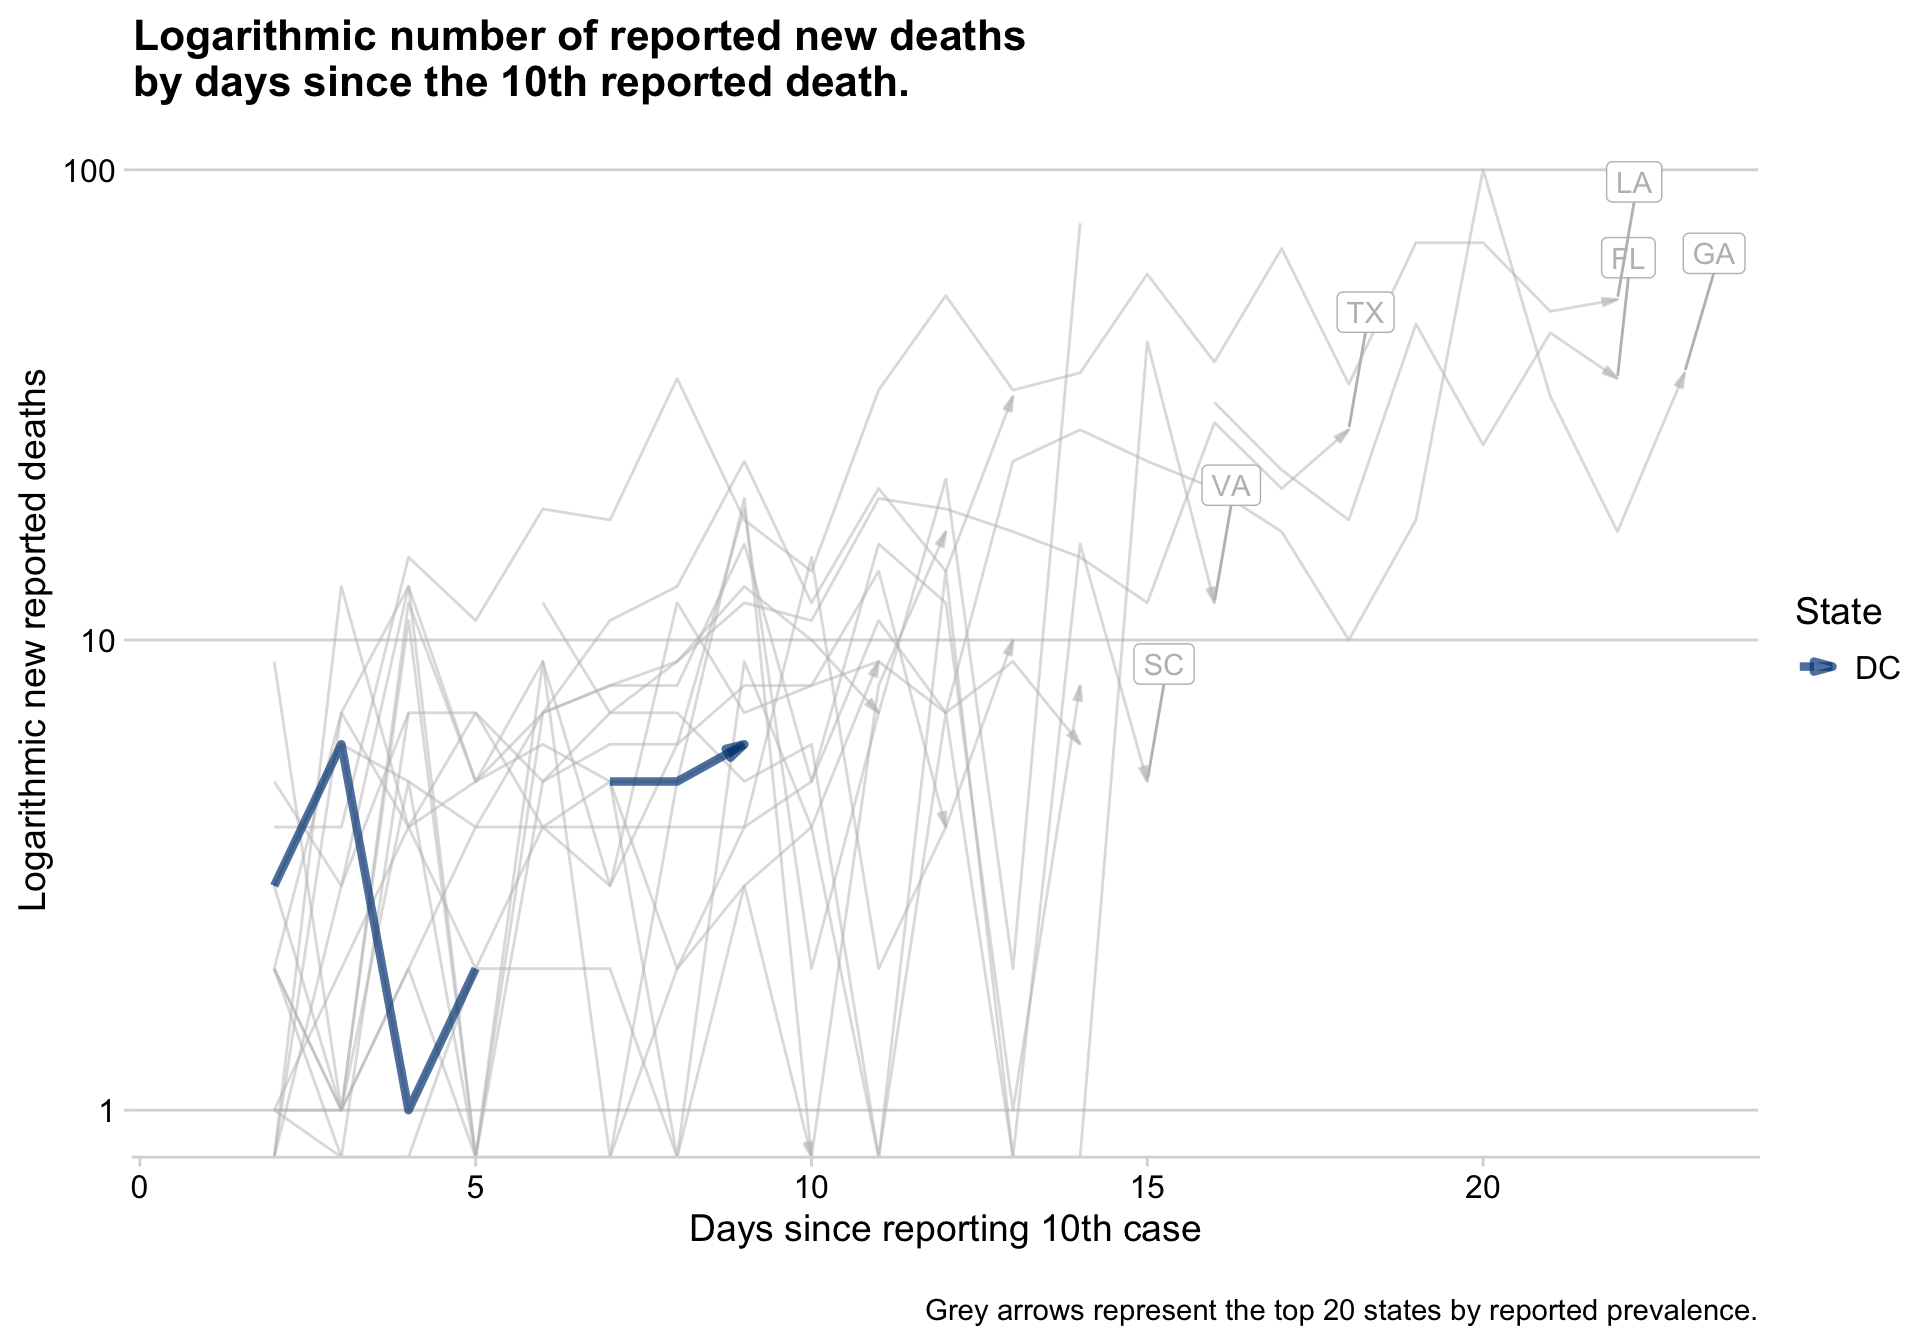 Logarithmic number of reported new deaths
by days since the 10th reported death.
100
10
1
Logarithmic new reported deaths
LA
FL
GA
TX
VA
SC
State
DC
0 5 10 15 20
Days since reporting 10th case
Grey arrows represent the top 20 states by reported prevalence.